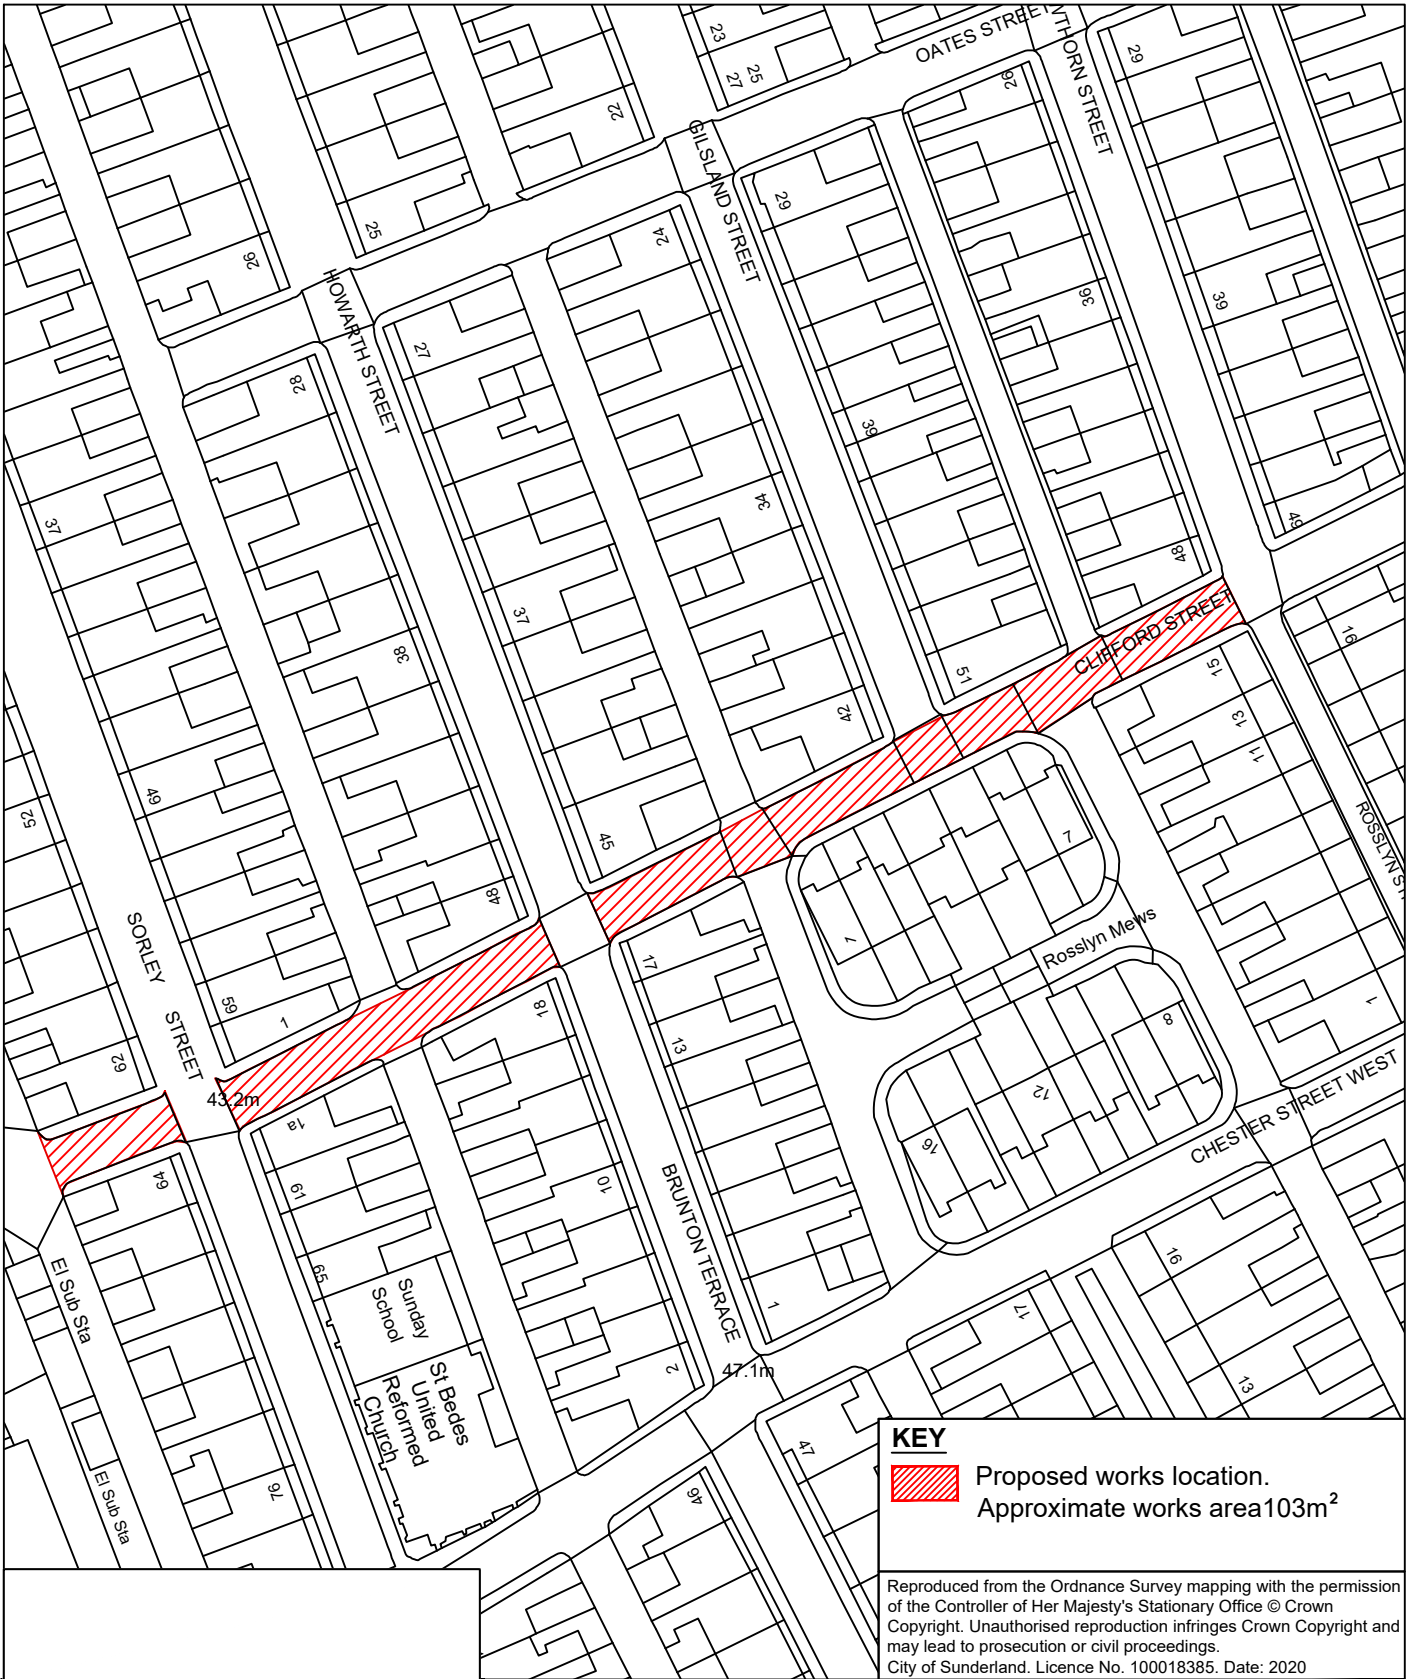 23
25
27
OATES STREET
THORN STREET
29
26
22
GILSLAND STREET
29
25
26
24
HOWARTH STREET
36
39
27
28
39
34
37
49
48
37
38
CLIFFORD STREET
16
51
15
42
13
11
49
52
45
7
ROSSLYN ST
48
SORLEY STREET
7
Rosslyn Mews
17
59
1
18
1
8
13
62
43.2m
12
CHESTER STREET WEST
1a
16
64
61
10
BRUNTON TERRACE
65
16
El Sub Sta
Sunday
School
1
17
2
47.1m
13
St Bedes
United
Reformed
Church
47
76
46
El Sub Sta
KEY
Proposed works location.
Approximate works area103m²
Reproduced from the Ordnance Survey mapping with the permission
of the Controller of Her Majesty's Stationary Office © Crown
Copyright. Unauthorised reproduction infringes Crown Copyright and
may lead to prosecution or civil proceedings.
City of Sunderland. Licence No. 100018385. Date: 2020